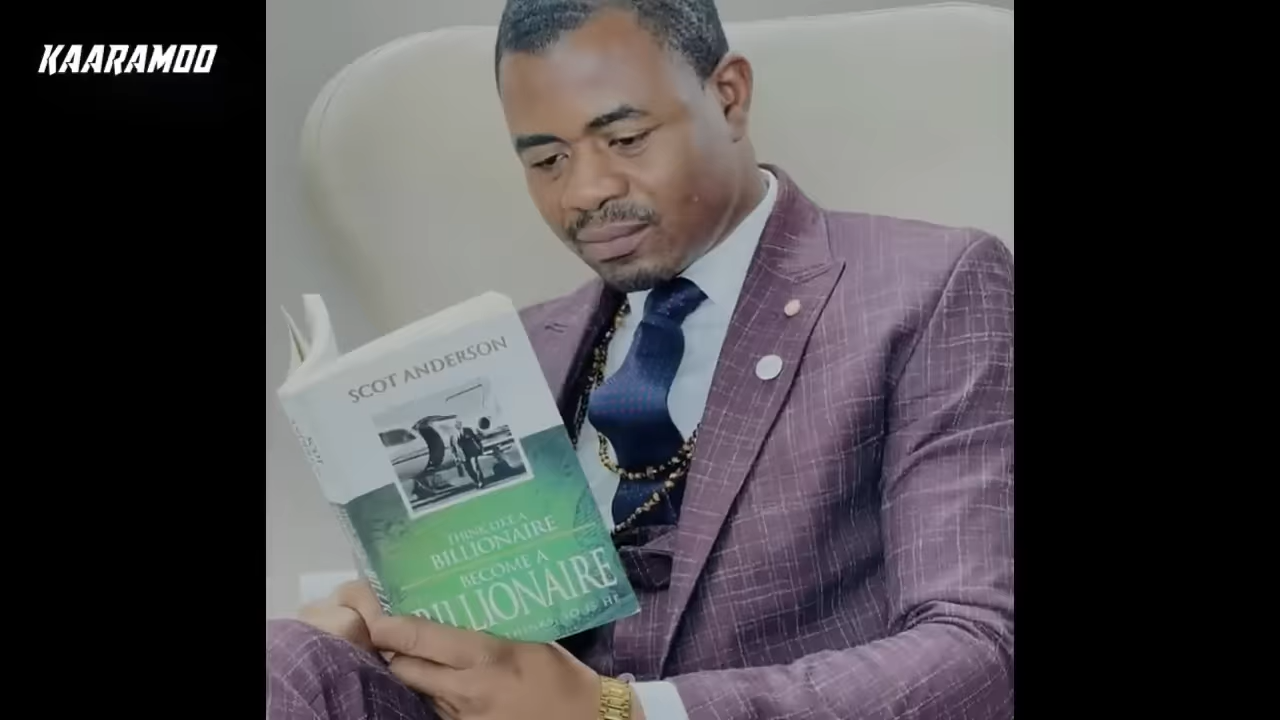 KAARAMOO
SCOT ANDERSON
THINK LIKE A
BILLIONAIRE
BECOME A
BILLIONAIRE